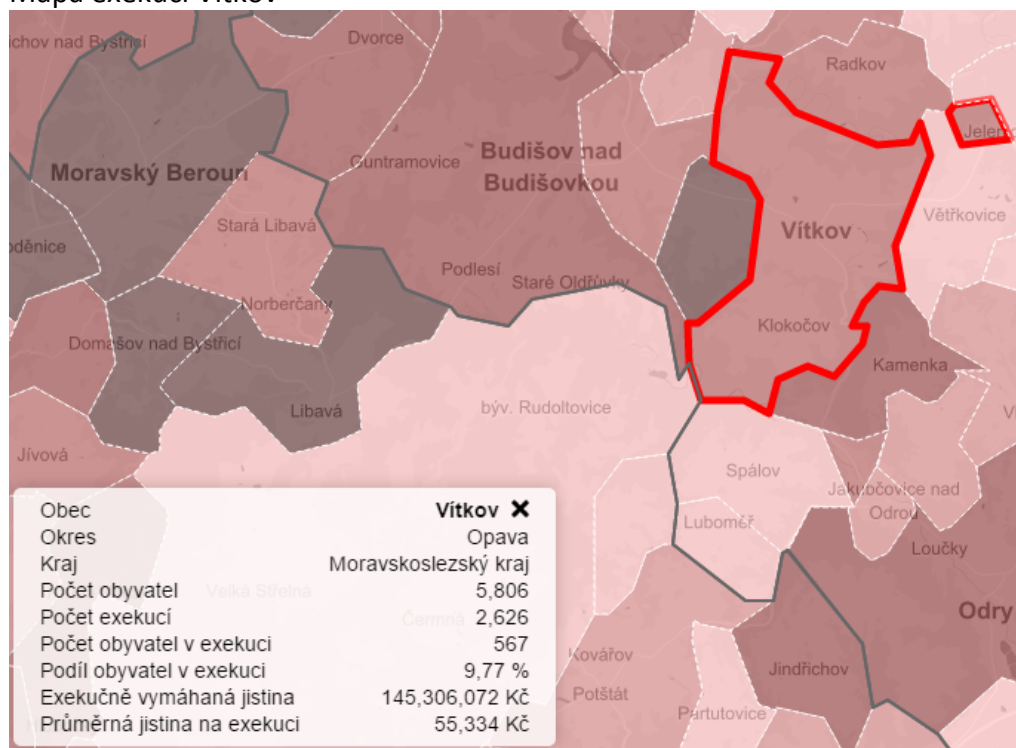 Mapa exekucí Vítkov
ichov nad Bystřicí
Dvorce
Radkov
Moravský Beroun
Guntramovice
Budišov nad
Budišovkou
Stará Libavá
Vítkov
Větřkovice
oděnice
Podlesí
Staré Oldřůvky
Norberčany
Klokočov
Domašov nad Bystřicí
Kamenka
Libavá
býv. Rudoltovice
Jívová
Spálov
Jakubčovice nad
Odrou
Luboměř
Loučky
Odry
Obec Vítkov ✕
Okres Opava
Kraj Moravskoslezský kraj
Počet obyvatel 5,806
Velká Střelná
Počet exekucí 2,626
Čermná
Počet obyvatel v exekuci 567
Podíl obyvatel v exekuci 9,77 %
Exekučně vymáhaná jistina 145,306,072 Kč
Průměrná jistina na exekuci 55,334 Kč
Kovářov
Jindřichov
Potštát
Partutovice